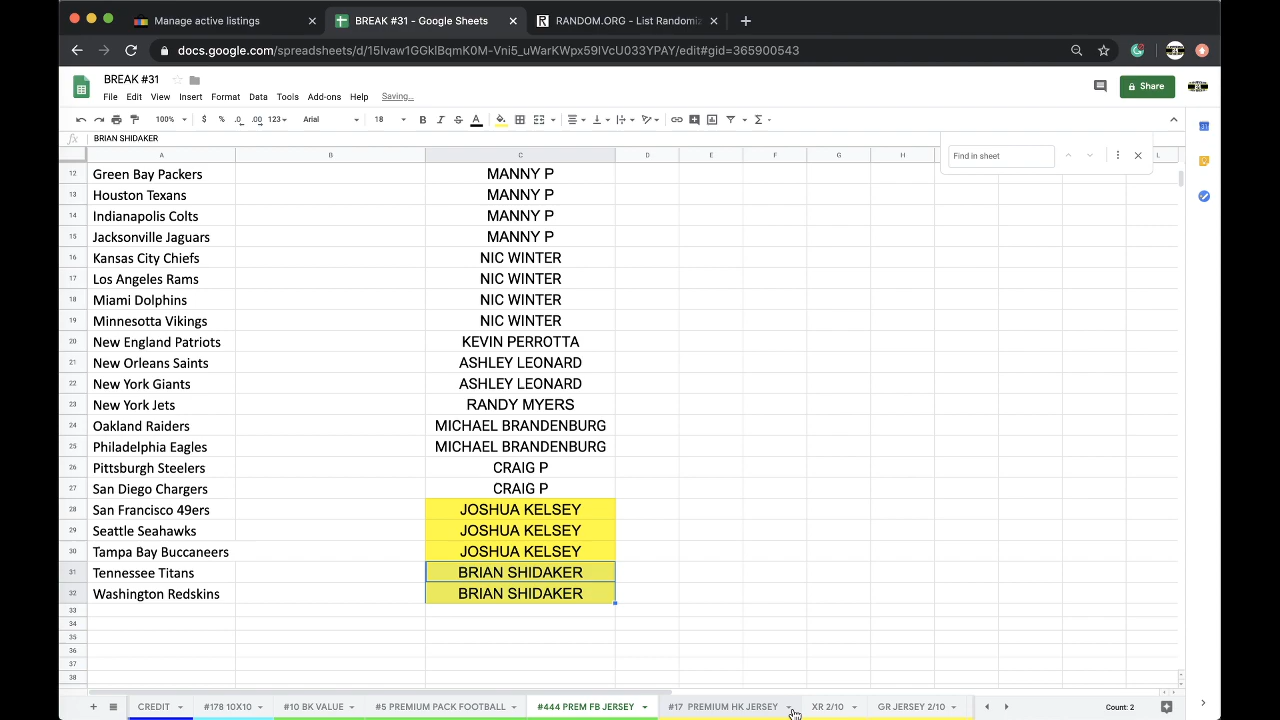 Manage active listings
BREAK #31 - Google Sheets
RANDOM.ORG - List Randomiz
docs.google.com/spreadsheets/d/15Ivaw1GGkIBqmK0M-Vni5_uWarKWpx59IVcU033YPAY/edit#gid=365900543
BREAK #31
Share
File Edit View Insert Format Data Tools Add-ons Help Saving...
100% $ % .0 .00 123 Arial 18
fx BRIAN SHIDAKER
Find in sheet
A B C D E F G H L
12 Green Bay Packers MANNY P
13 Houston Texans MANNY P
14 Indianapolis Colts MANNY P
15 Jacksonville Jaguars MANNY P
16 Kansas City Chiefs NIC WINTER
17 Los Angeles Rams NIC WINTER
18 Miami Dolphins NIC WINTER
19 Minnesotta Vikings NIC WINTER
20 New England Patriots KEVIN PERROTTA
21 New Orleans Saints ASHLEY LEONARD
22 New York Giants ASHLEY LEONARD
23 New York Jets RANDY MYERS
24 Oakland Raiders MICHAEL BRANDENBURG
25 Philadelphia Eagles MICHAEL BRANDENBURG
26 Pittsburgh Steelers CRAIG P
27 San Diego Chargers CRAIG P
28 San Francisco 49ers JOSHUA KELSEY
29 Seattle Seahawks JOSHUA KELSEY
30 Tampa Bay Buccaneers JOSHUA KELSEY
31 Tennessee Titans BRIAN SHIDAKER
32 Washington Redskins BRIAN SHIDAKER
33
34
35
36
37
38
CREDIT #178 10X10 #10 BK VALUE #5 PREMIUM PACK FOOTBALL #444 PREM FB JERSEY #17 PREMIUM HK JERSEY XR 2/10 GR JERSEY 2/10 Count: 2